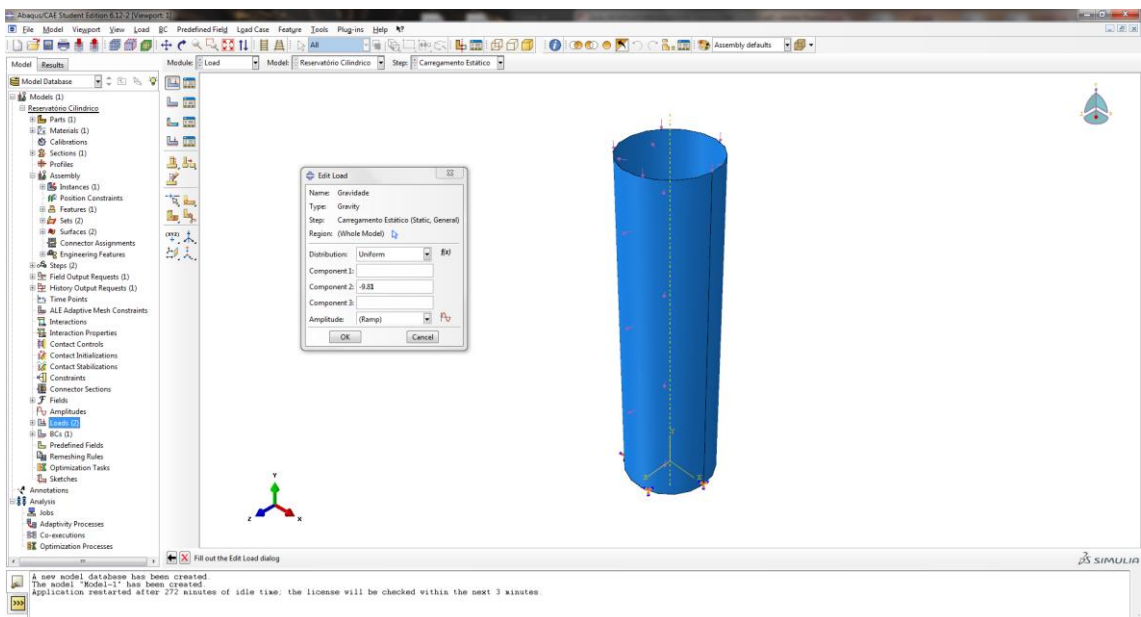 Abaqus/CAE Student Edition 6.12-2 [Viewport: 1]
File Model Viewport View Load BC Predefined Field Load Case Feature Tools Plug-ins Help
All
Assembly defaults
Model Results
Module: Load Model: Reservatório Cilíndrico Step: Carregamento Estático
Model Database
Models (1)
Reservatório Cilíndrico
Parts (1)
Materials (1)
Calibrations
Sections (1)
Profiles
Assembly
Instances (1)
Position Constraints
Features (1)
Sets (2)
Surfaces (2)
Connector Assignments
Engineering Features
Steps (2)
Field Output Requests (1)
History Output Requests (1)
Time Points
ALE Adaptive Mesh Constraints
Interactions
Interaction Properties
Contact Controls
Contact Initializations
Contact Stabilizations
Constraints
Connector Sections
Fields
Amplitudes
Loads (2)
BCs (1)
Predefined Fields
Remeshing Rules
Optimization Tasks
Sketches
Annotations
Analysis
Jobs
Adaptivity Processes
Co-executions
Optimization Processes
Edit Load
Name: Gravidade
Type: Gravity
Step: Carregamento Estático (Static, General)
Region: (Whole Model)
Distribution: Uniform f(x)
Component 1:
Component 2: -9.81
Component 3:
Amplitude: (Ramp)
OK Cancel
Y
Z X
Fill out the Edit Load dialog
SIMULIA
A new model database has been created.
The model "Model-1" has been created.
Application restarted after 272 minutes of idle time; the license will be checked within the next 3 minutes.